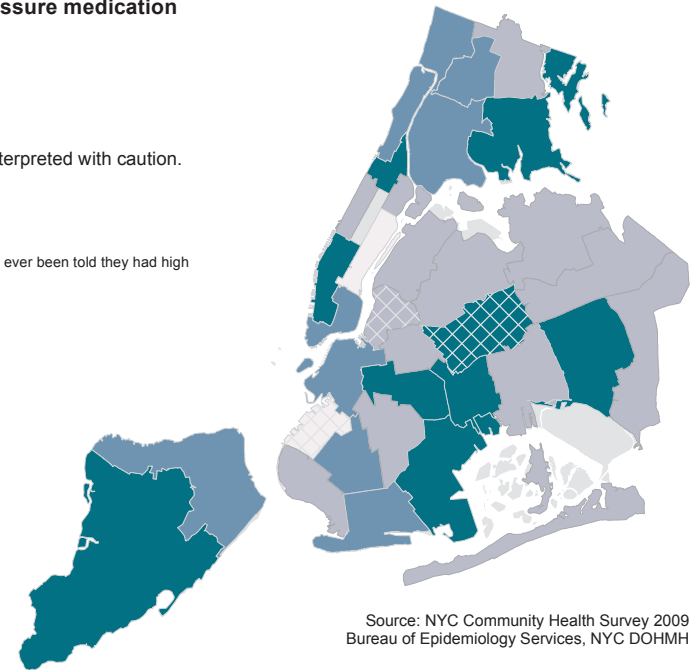 ssure medication
terpreted with caution.
ever been told they had high
Source: NYC Community Health Survey 2009
Bureau of Epidemiology Services, NYC DOHMH